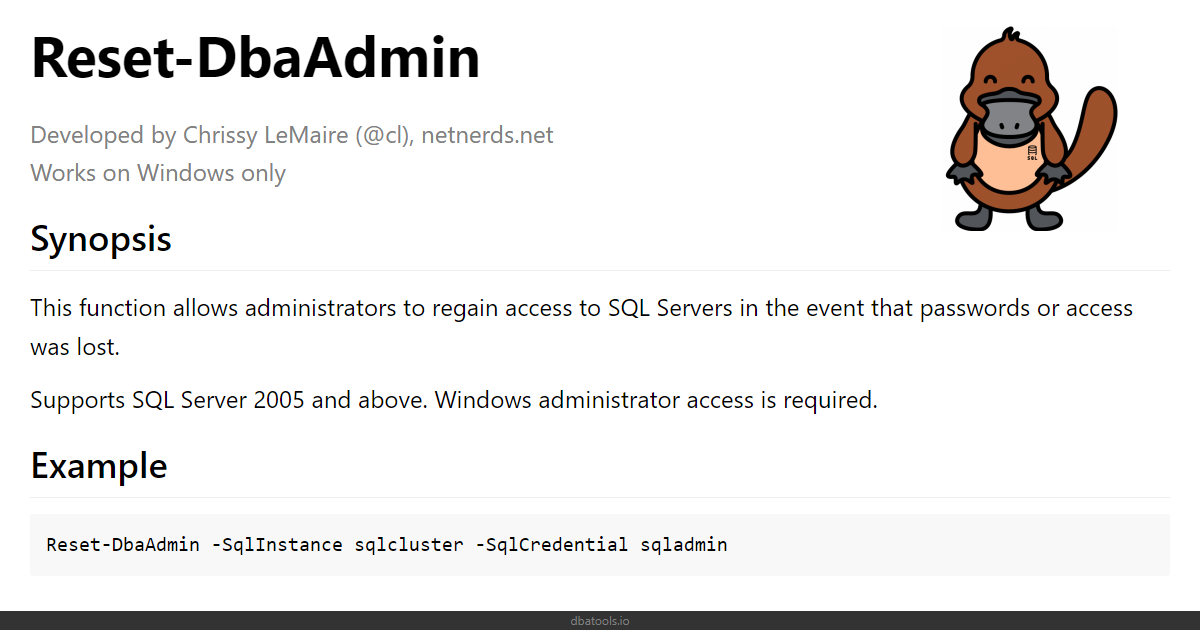 Reset-DbaAdmin
Developed by Chrissy LeMaire (@cl), netnerds.net
Works on Windows only
SQL
Synopsis
This function allows administrators to regain access to SQL Servers in the event that passwords or access
was lost.
Supports SQL Server 2005 and above. Windows administrator access is required.
Example
Reset-DbaAdmin -SqlInstance sqlcluster -SqlCredential sqladmin
dbatools.io